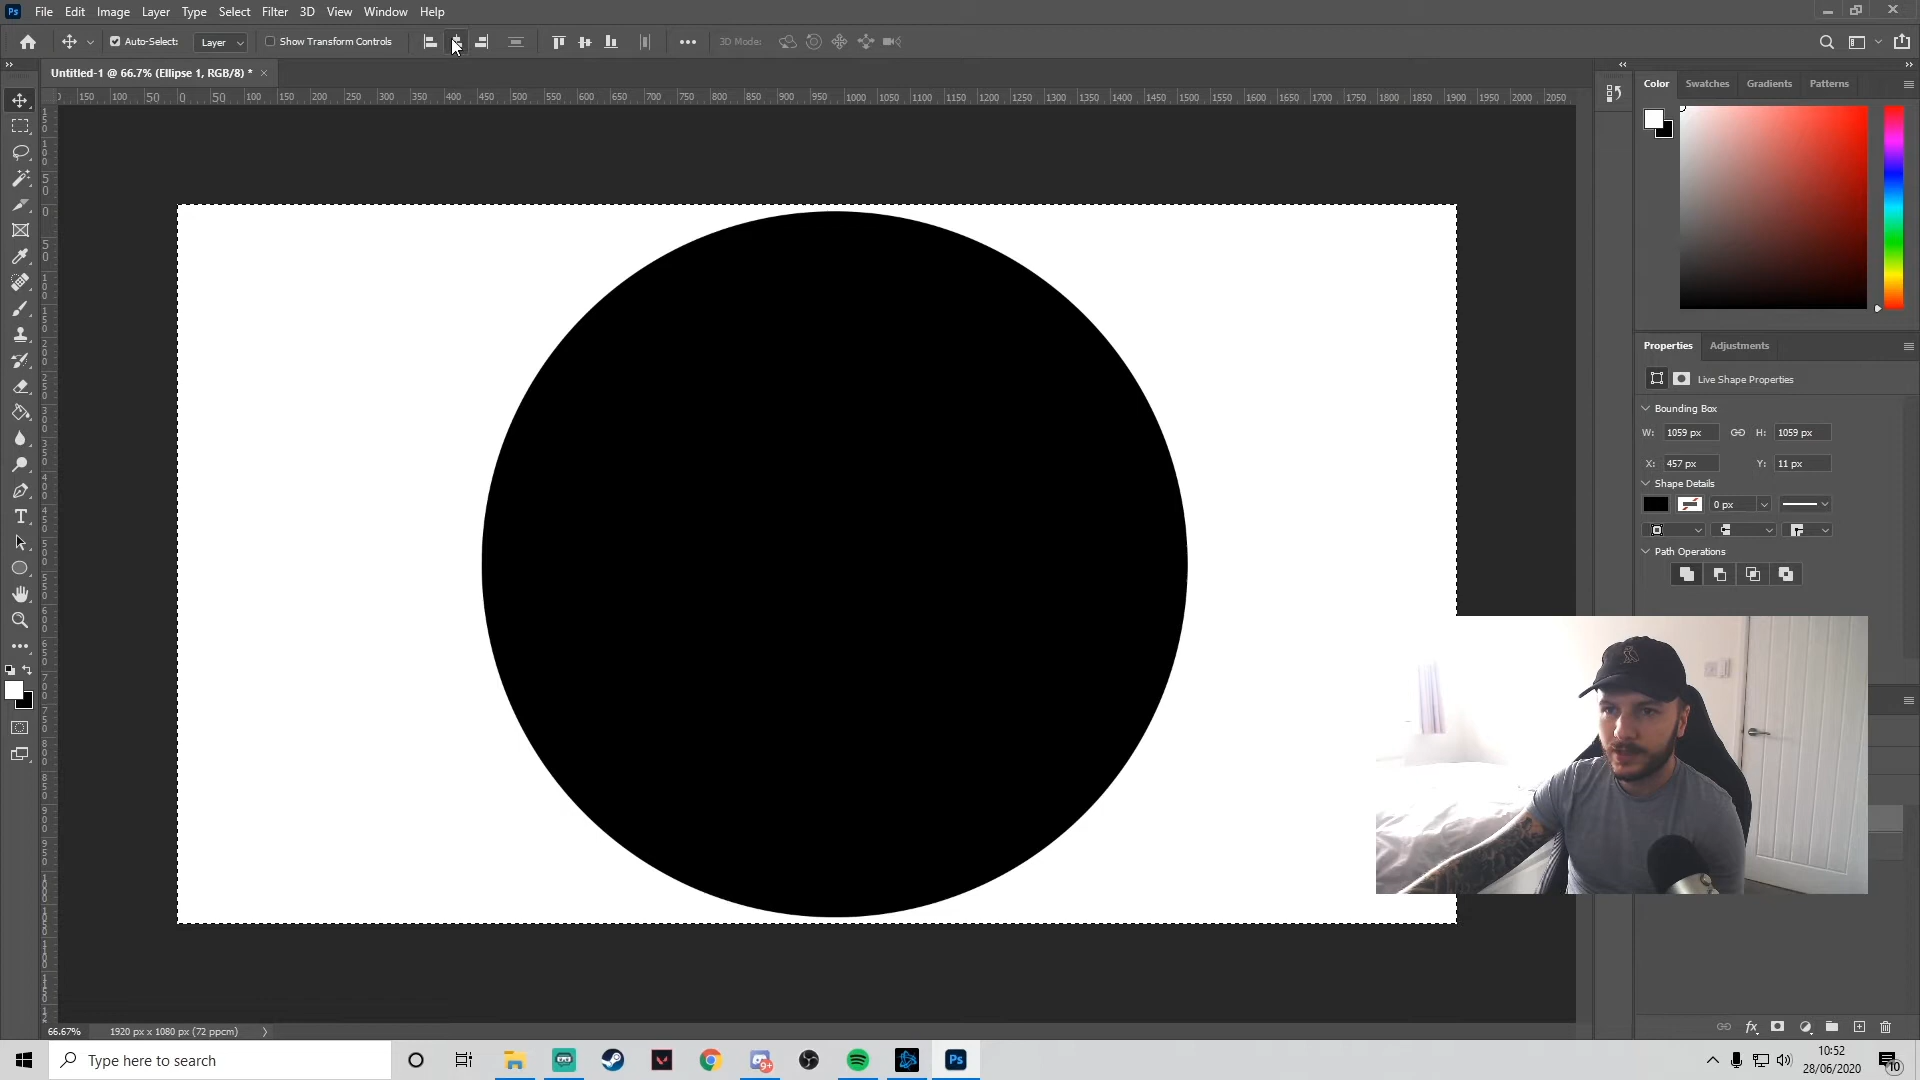 File Edit Image Layer Type Select Filter 3D View Window Help
Auto-Select: Layer Show Transform Controls 3D Mode:
Untitled-1 @ 66.7% (Ellipse 1, RGB/8) *
150 100 50 0 50 100 150 200 250 300 350 400 450 500 550 600 650 700 750 800 850 900 950 1000 1050 1100 1150 1200 1250 1300 1350 1400 1450 1500 1550 1600 1650 1700 1750 1800 1850 1900 1950 2000 2050
Color Swatches Gradients Patterns
Properties Adjustments
Live Shape Properties
Bounding Box
W: 1059 px H: 1059 px
X: 457 px Y: 11 px
Shape Details
0 px
Path Operations
66.67% 1920 px x 1080 px (72 ppcm)
Type here to search
9+
Ps
10:52
28/06/2020
10